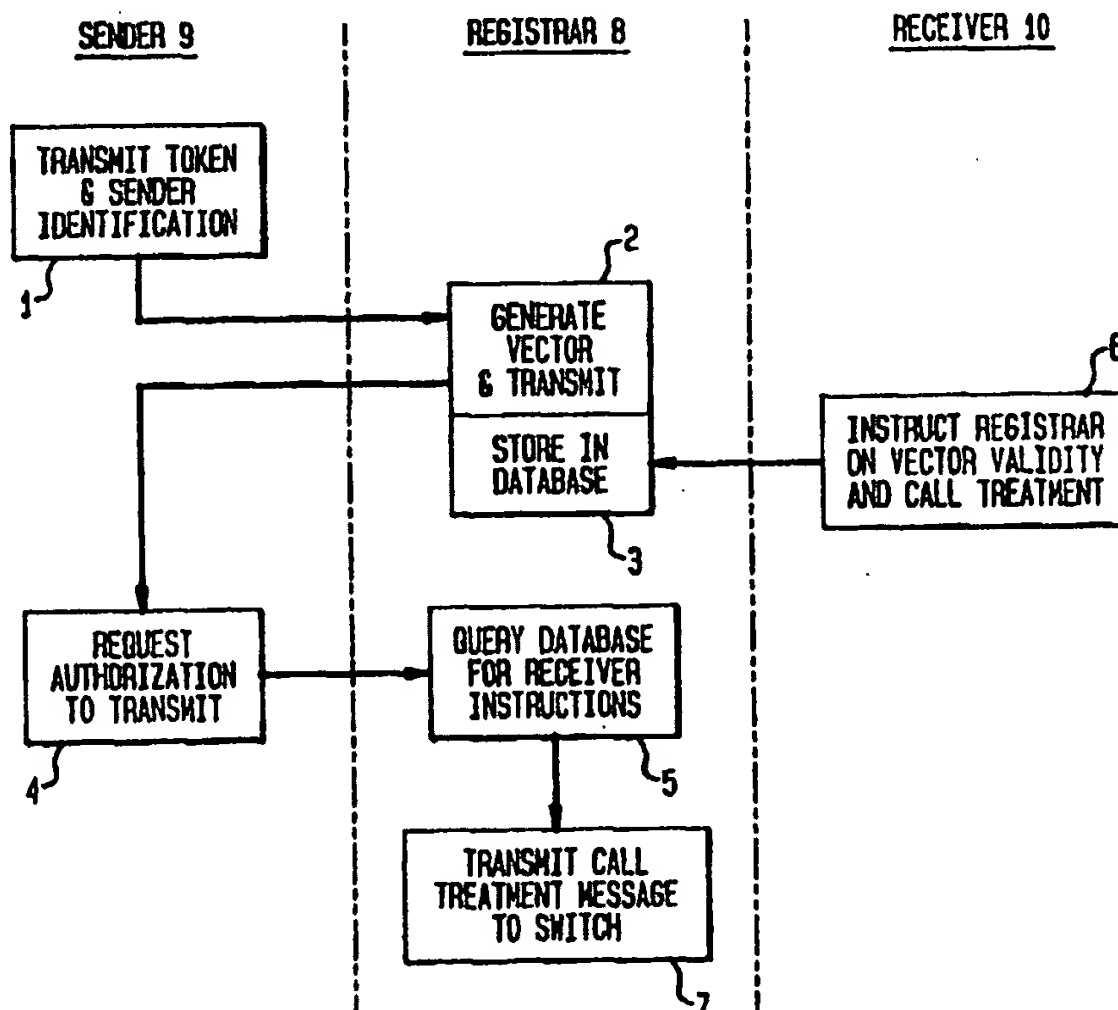 SENDER 9
REGISTRAR 8
RECEIVER 10
TRANSMIT TOKEN
& SENDER
IDENTIFICATION
1
2
GENERATE
VECTOR
& TRANSMIT
STORE IN
DATABASE
3
6
INSTRUCT REGISTRAR
ON VECTOR VALIDITY
AND CALL TREATMENT
REQUEST
AUTHORIZATION
TO TRANSMIT
4
QUERY DATABASE
FOR RECEIVER
INSTRUCTIONS
5
TRANSMIT CALL
TREATMENT MESSAGE
TO SWITCH
7